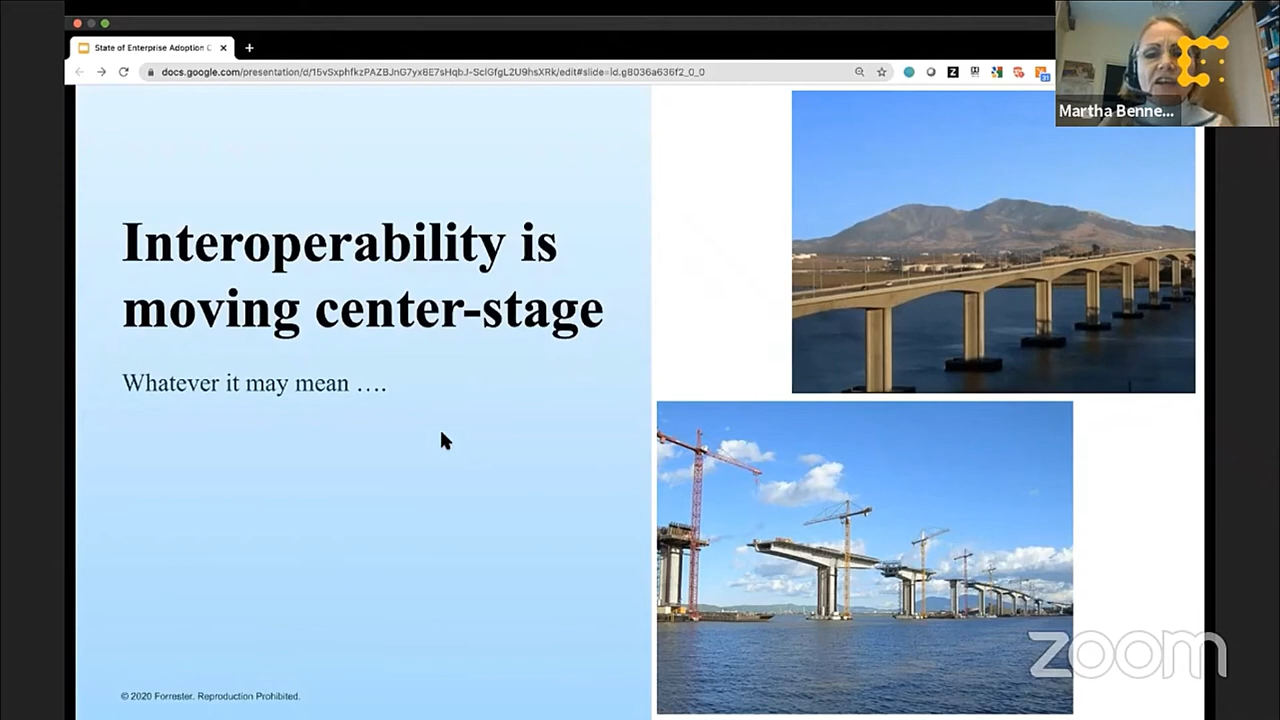 State of Enterprise Adoption
docs.google.com/presentation/d/15vSxphfkzPAZBJnG7yx8E7sHqbJ-SclGfgL2U9hsXRk/edit#slide=id.g8036a636f2_0_0
Martha Benne...
Interoperability is
moving center-stage
Whatever it may mean ….
© 2020 Forrester. Reproduction Prohibited.
zoom